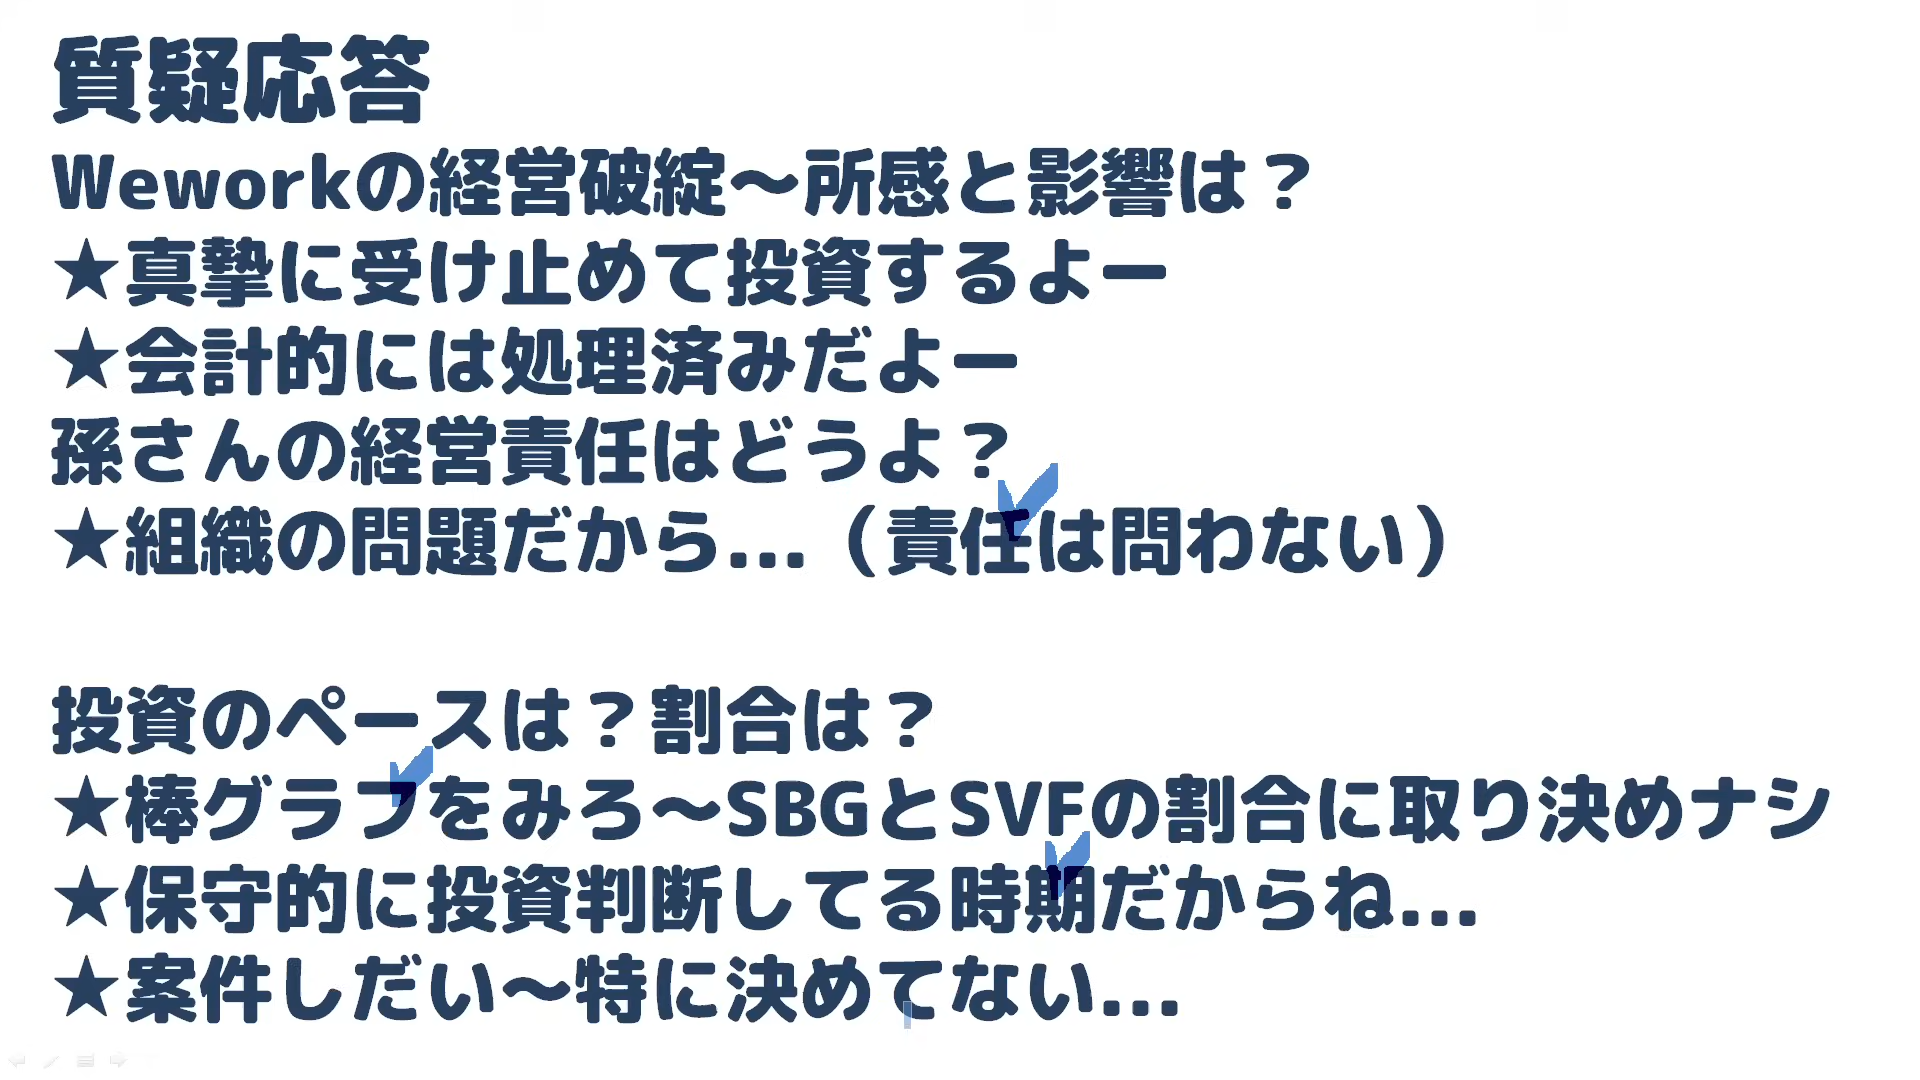 質疑応答
Weworkの経営破綻～所感と影響は？
★真摯に受け止めて投資するよー
★会計的には処理済みだよー
孫さんの経営責任はどうよ？
★組織の問題だから…（責任は問わない）
投資のペースは？割合は？
★棒グラフをみろ～SBGとSVFの割合に取り決めナシ
★保守的に投資判断してる時期だからね…
★案件しだい～特に決めてない…